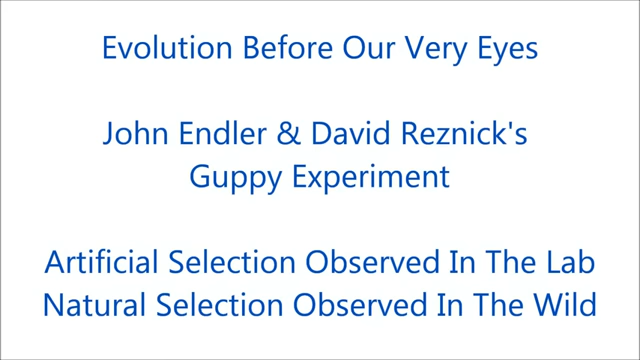 Evolution Before Our Very Eyes
John Endler & David Reznick's
Guppy Experiment
Artificial Selection Observed In The Lab
Natural Selection Observed In The Wild